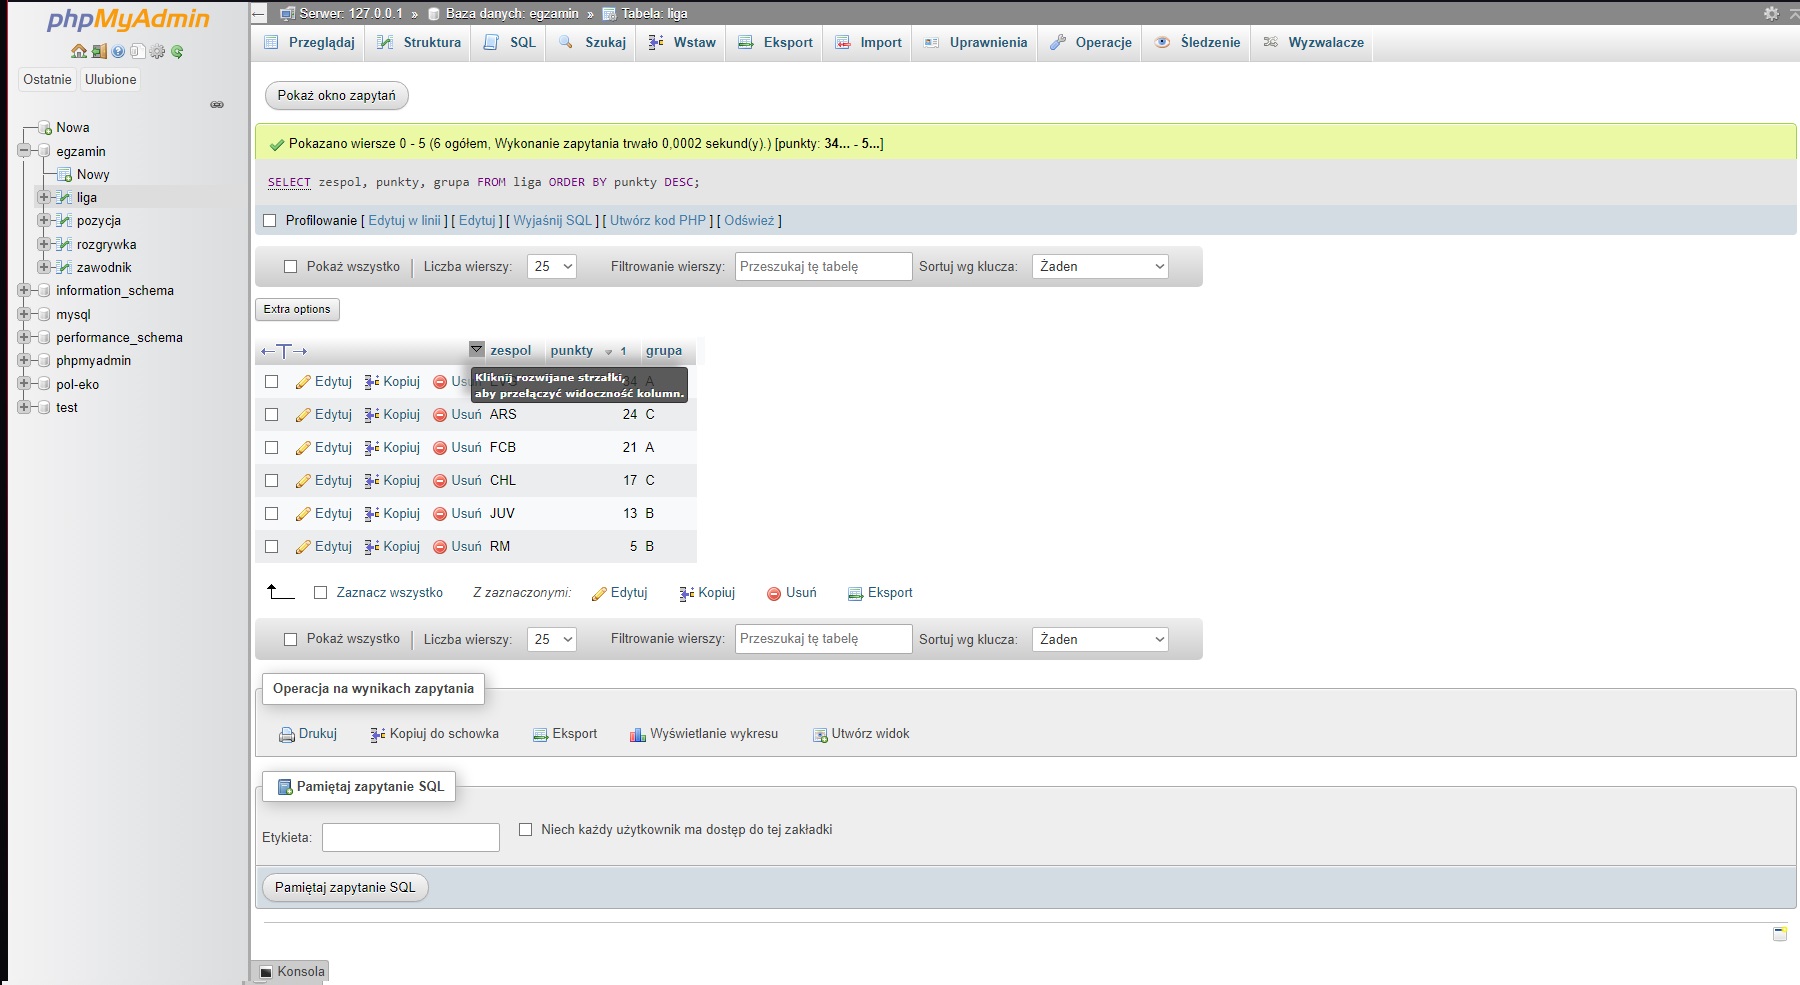 phpMyAdmin
Ostatnie Ulubione
Nowa
egzamin
Nowy
liga
pozycja
rozgrywka
zawodnik
information_schema
mysql
performance_schema
phpmyadmin
pol-eko
test
Serwer: 127.0.0.1 » Baza danych: egzamin » Tabela: liga
Przeglądaj Struktura SQL Szukaj Wstaw Eksport Import Uprawnienia Operacje Śledzenie Wyzwalacze
Pokaż okno zapytań
Pokazano wiersze 0 - 5 (6 ogółem, Wykonanie zapytania trwało 0,0002 sekund(y).) [punkty: 34... - 5...]
SELECT zespol, punkty, grupa FROM liga ORDER BY punkty DESC;
Profilowanie [ Edytuj w linii ] [ Edytuj ] [ Wyjaśnij SQL ] [ Utwórz kod PHP ] [ Odśwież ]
Pokaż wszystko Liczba wierszy: 25 Filtrowanie wierszy: Przeszukaj tę tabelę Sortuj wg klucza: Żaden
Extra options
←T→ zespol punkty 1 grupa
Edytuj Kopiuj 34 A
Kliknij rozwijane strzałki,
aby przełączyć widoczność kolumn.
Edytuj Kopiuj Usuń ARS 24 C
Edytuj Kopiuj Usuń FCB 21 A
Edytuj Kopiuj Usuń CHL 17 C
Edytuj Kopiuj Usuń JUV 13 B
Edytuj Kopiuj Usuń RM 5 B
Zaznacz wszystko Z zaznaczonymi: Edytuj Kopiuj Usuń Eksport
Pokaż wszystko Liczba wierszy: 25 Filtrowanie wierszy: Przeszukaj tę tabelę Sortuj wg klucza: Żaden
Operacja na wynikach zapytania
Drukuj Kopiuj do schowka Eksport Wyświetlanie wykresu Utwórz widok
Pamiętaj zapytanie SQL
Etykieta: Niech każdy użytkownik ma dostęp do tej zakładki
Pamiętaj zapytanie SQL
Konsola